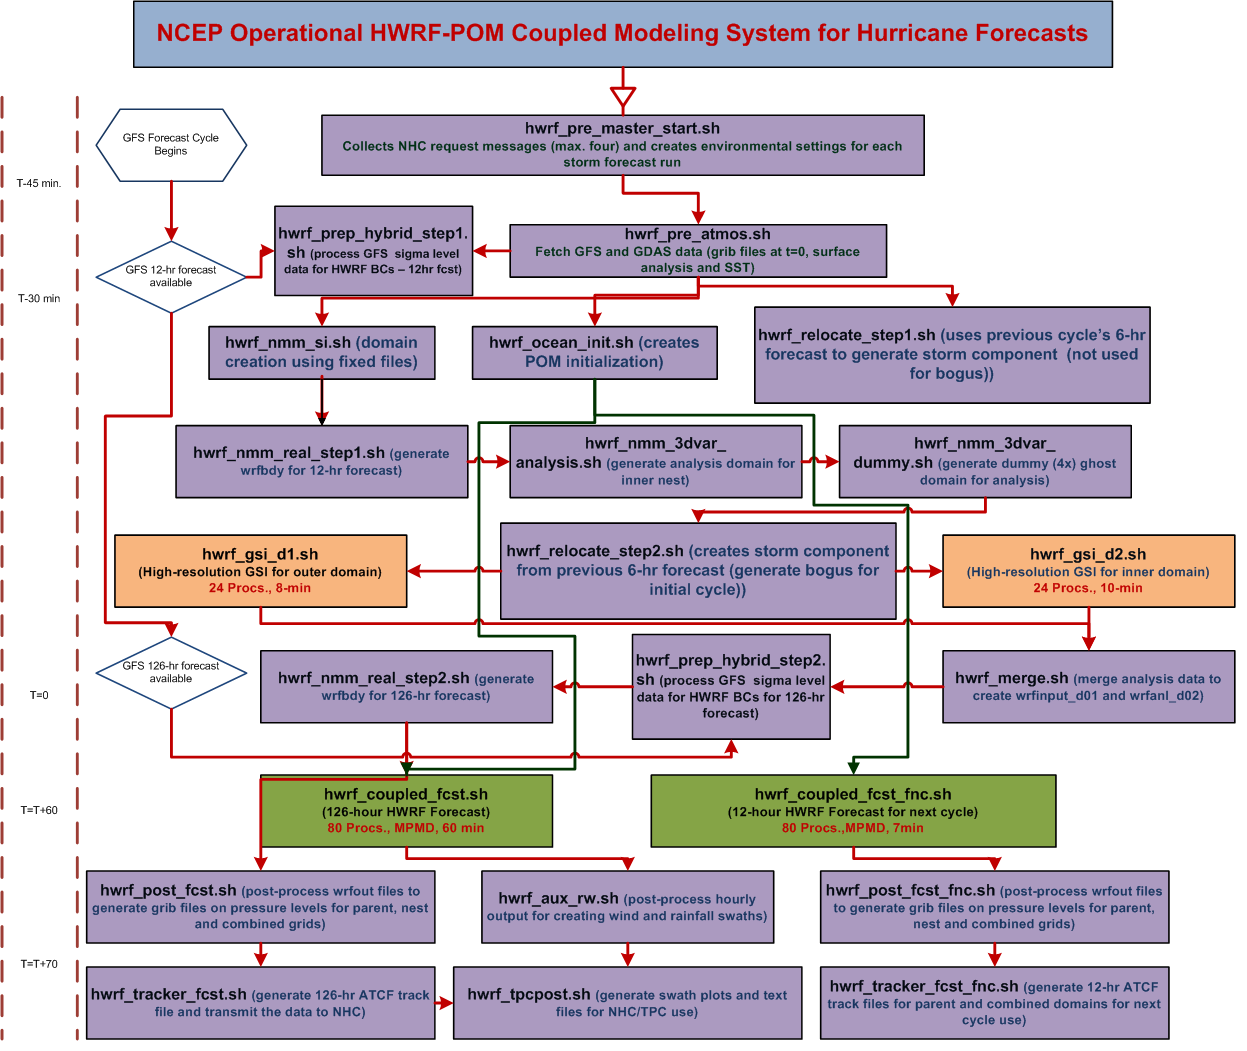 NCEP Operational HWRF-POM Coupled Modeling System for Hurricane Forecasts
GFS Forecast Cycle
Begins
hwrf_pre_master_start.sh
Collects NHC request messages (max. four) and creates environmental settings for each
storm forecast run
T-45 min.
hwrf_prep_hybrid_step1.
sh (process GFS sigma level
data for HWRF BCs – 12hr fcst)
hwrf_pre_atmos.sh
Fetch GFS and GDAS data (grib files at t=0, surface
analysis and SST)
GFS 12-hr forecast
available
T-30 min
hwrf_nmm_si.sh (domain
creation using fixed files)
hwrf_ocean_init.sh (creates
POM initialization)
hwrf_relocate_step1.sh (uses previous cycle's 6-hr
forecast to generate storm component (not used
for bogus))
hwrf_nmm_real_step1.sh (generate
wrfbdy for 12-hr forecast)
hwrf_nmm_3dvar_
analysis.sh (generate analysis domain for
inner nest)
hwrf_nmm_3dvar_
dummy.sh (generate dummy (4x) ghost
domain for analysis)
hwrf_gsi_d1.sh
(High-resolution GSI for outer domain)
24 Procs., 8-min
hwrf_relocate_step2.sh (creates storm component
from previous 6-hr forecast (generate bogus for
initial cycle))
hwrf_gsi_d2.sh
(High-resolution GSI for inner domain)
24 Procs., 10-min
GFS 126-hr forecast
available
hwrf_nmm_real_step2.sh (generate
wrfbdy for 126-hr forecast)
hwrf_prep_hybrid_step2.
sh (process GFS sigma level
data for HWRF BCs for 126-hr
forecast)
hwrf_merge.sh (merge analysis data to
create wrfinput_d01 and wrfanl_d02)
T=0
hwrf_coupled_fcst.sh
(126-hour HWRF Forecast)
80 Procs., MPMD, 60 min
hwrf_coupled_fcst_fnc.sh
(12-hour HWRF Forecast for next cycle)
80 Procs.,MPMD, 7min
T=T+60
hwrf_post_fcst.sh (post-process wrfout files to
generate grib files on pressure levels for parent, nest
and combined grids)
hwrf_aux_rw.sh (post-process hourly
output for creating wind and rainfall swaths)
hwrf_post_fcst_fnc.sh (post-process wrfout files
to generate grib files on pressure levels for parent,
nest and combined grids)
T=T+70
hwrf_tracker_fcst.sh (generate 126-hr ATCF track
file and transmit the data to NHC)
hwrf_tpcpost.sh (generate swath plots and text
files for NHC/TPC use)
hwrf_tracker_fcst_fnc.sh (generate 12-hr ATCF
track files for parent and combined domains for next
cycle use)